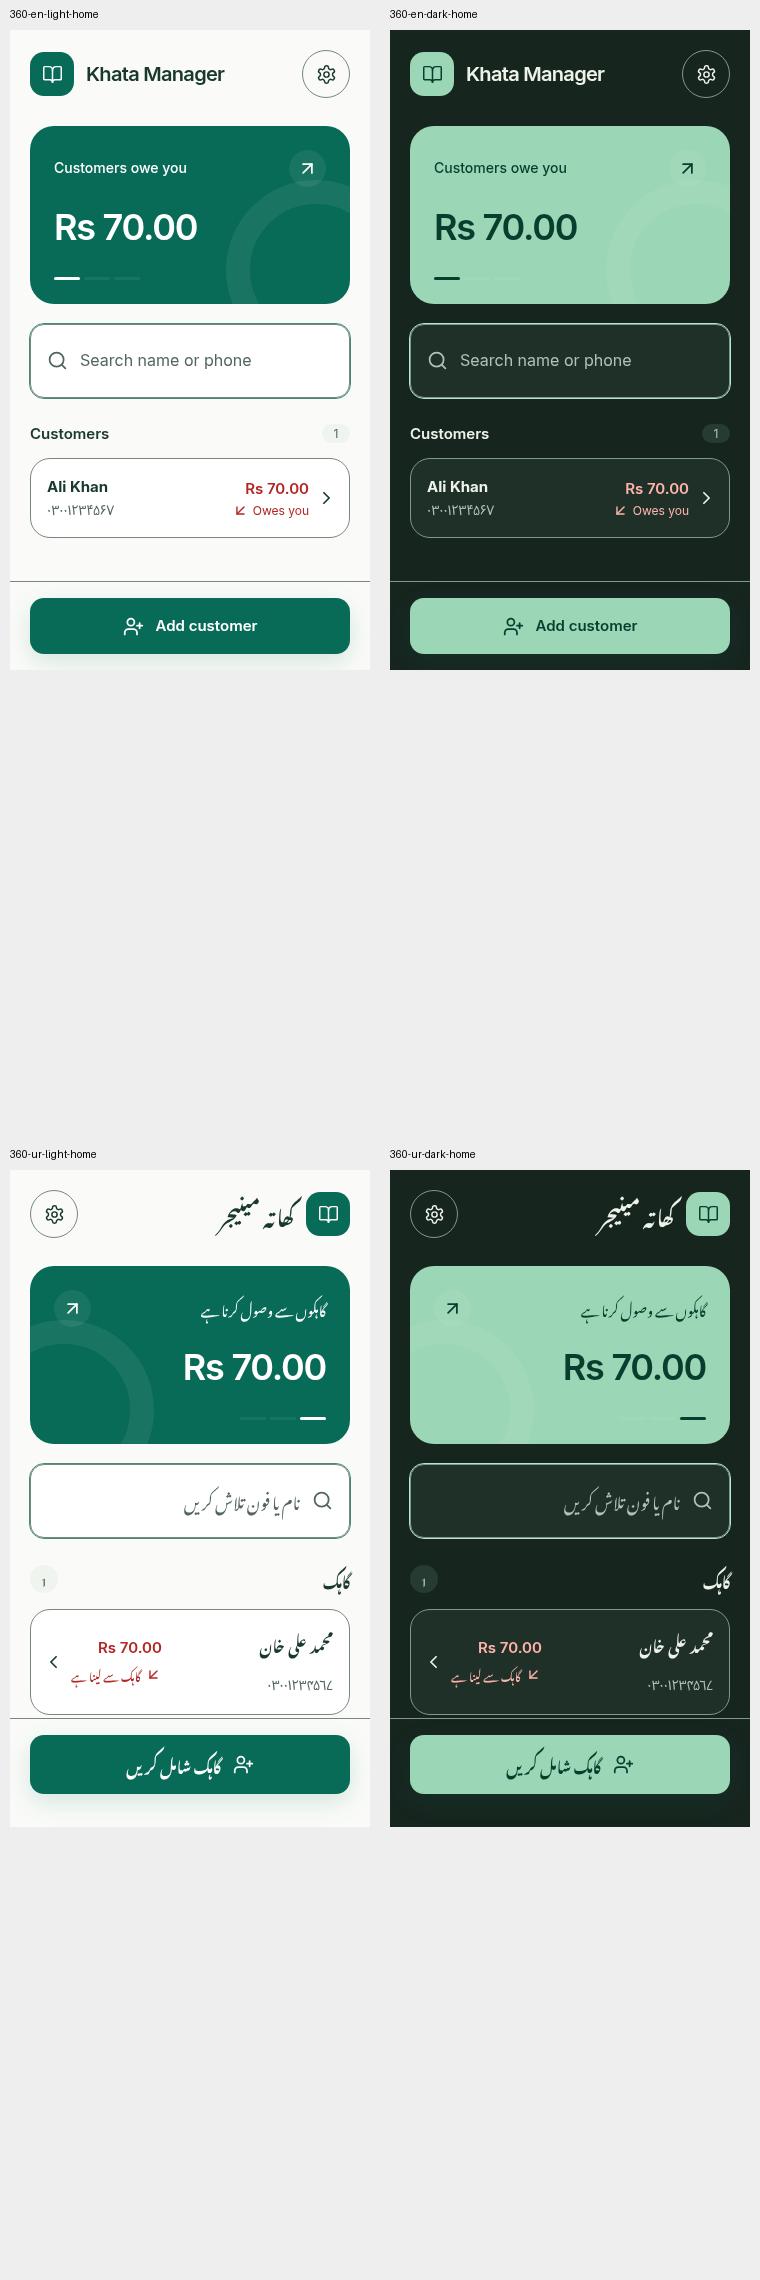 360-en-light-home
Khata Manager
Customers owe you
Rs 70.00
Search name or phone
Customers
1
Ali Khan
Rs 70.00
۰۳۰۰۱۲۳۴۵۶۷
Owes you
Add customer
360-en-dark-home
Khata Manager
Customers owe you
Rs 70.00
Search name or phone
Customers
1
Ali Khan
Rs 70.00
۰۳۰۰۱۲۳۴۵۶۷
Owes you
Add customer
360-ur-light-home
کھاتہ مینیجر
گاہکوں سے وصول کرنا ہے
Rs 70.00
نام یا فون تلاش کریں
گاہک
۱
محمد علی خان
Rs 70.00
۰۳۰۰۱۲۳۴۵۶۷
گاہک سے لینا ہے
گاہک شامل کریں
360-ur-dark-home
کھاتہ مینیجر
گاہکوں سے وصول کرنا ہے
Rs 70.00
نام یا فون تلاش کریں
گاہک
۱
محمد علی خان
Rs 70.00
۰۳۰۰۱۲۳۴۵۶۷
گاہک سے لینا ہے
گاہک شامل کریں